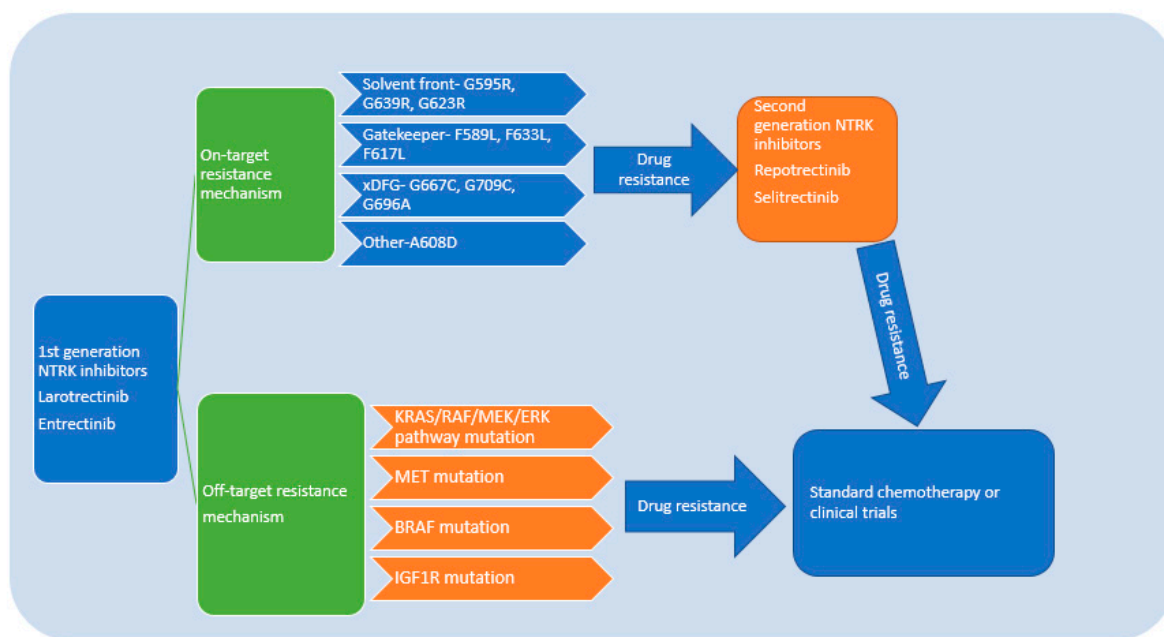 1st generation
NTRK inhibitors
Larotrectinib
Entrectinib
On-target
resistance
mechanism
Solvent front- G595R,
G639R, G623R
Gatekeeper- F589L, F633L,
F617L
xDFG- G667C, G709C,
G696A
Other-A608D
Drug
resistance
Second
generation NTRK
inhibitors
Repotrectinib
Selitrectinib
Drug resistance
Off-target resistance
mechanism
KRAS/RAF/MEK/ERK
pathway mutation
MET mutation
BRAF mutation
IGF1R mutation
Drug resistance
Standard chemotherapy or
clinical trials